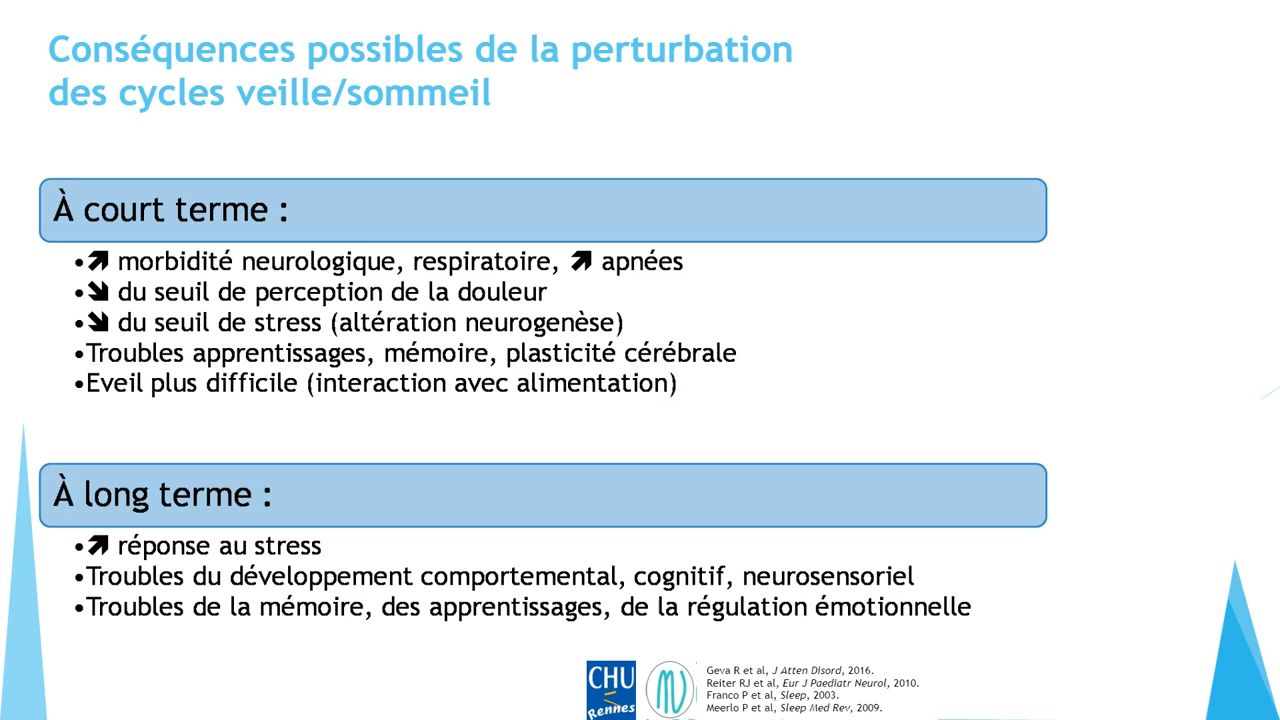 Conséquences possibles de la perturbation
des cycles veille/sommeil
À court terme :
•↗ morbidité neurologique, respiratoire, ↗ apnées
•↘ du seuil de perception de la douleur
•↘ du seuil de stress (altération neurogenèse)
•Troubles apprentissages, mémoire, plasticité cérébrale
•Eveil plus difficile (interaction avec alimentation)
À long terme :
•↗ réponse au stress
•Troubles du développement comportemental, cognitif, neurosensoriel
•Troubles de la mémoire, des apprentissages, de la régulation émotionnelle
CHU
Rennes
Geva R et al, J Atten Disord, 2016.
Reiter RJ et al, Eur J Paediatr Neurol, 2010.
Franco P et al, Sleep, 2003.
Meerlo P et al, Sleep Med Rev, 2009.